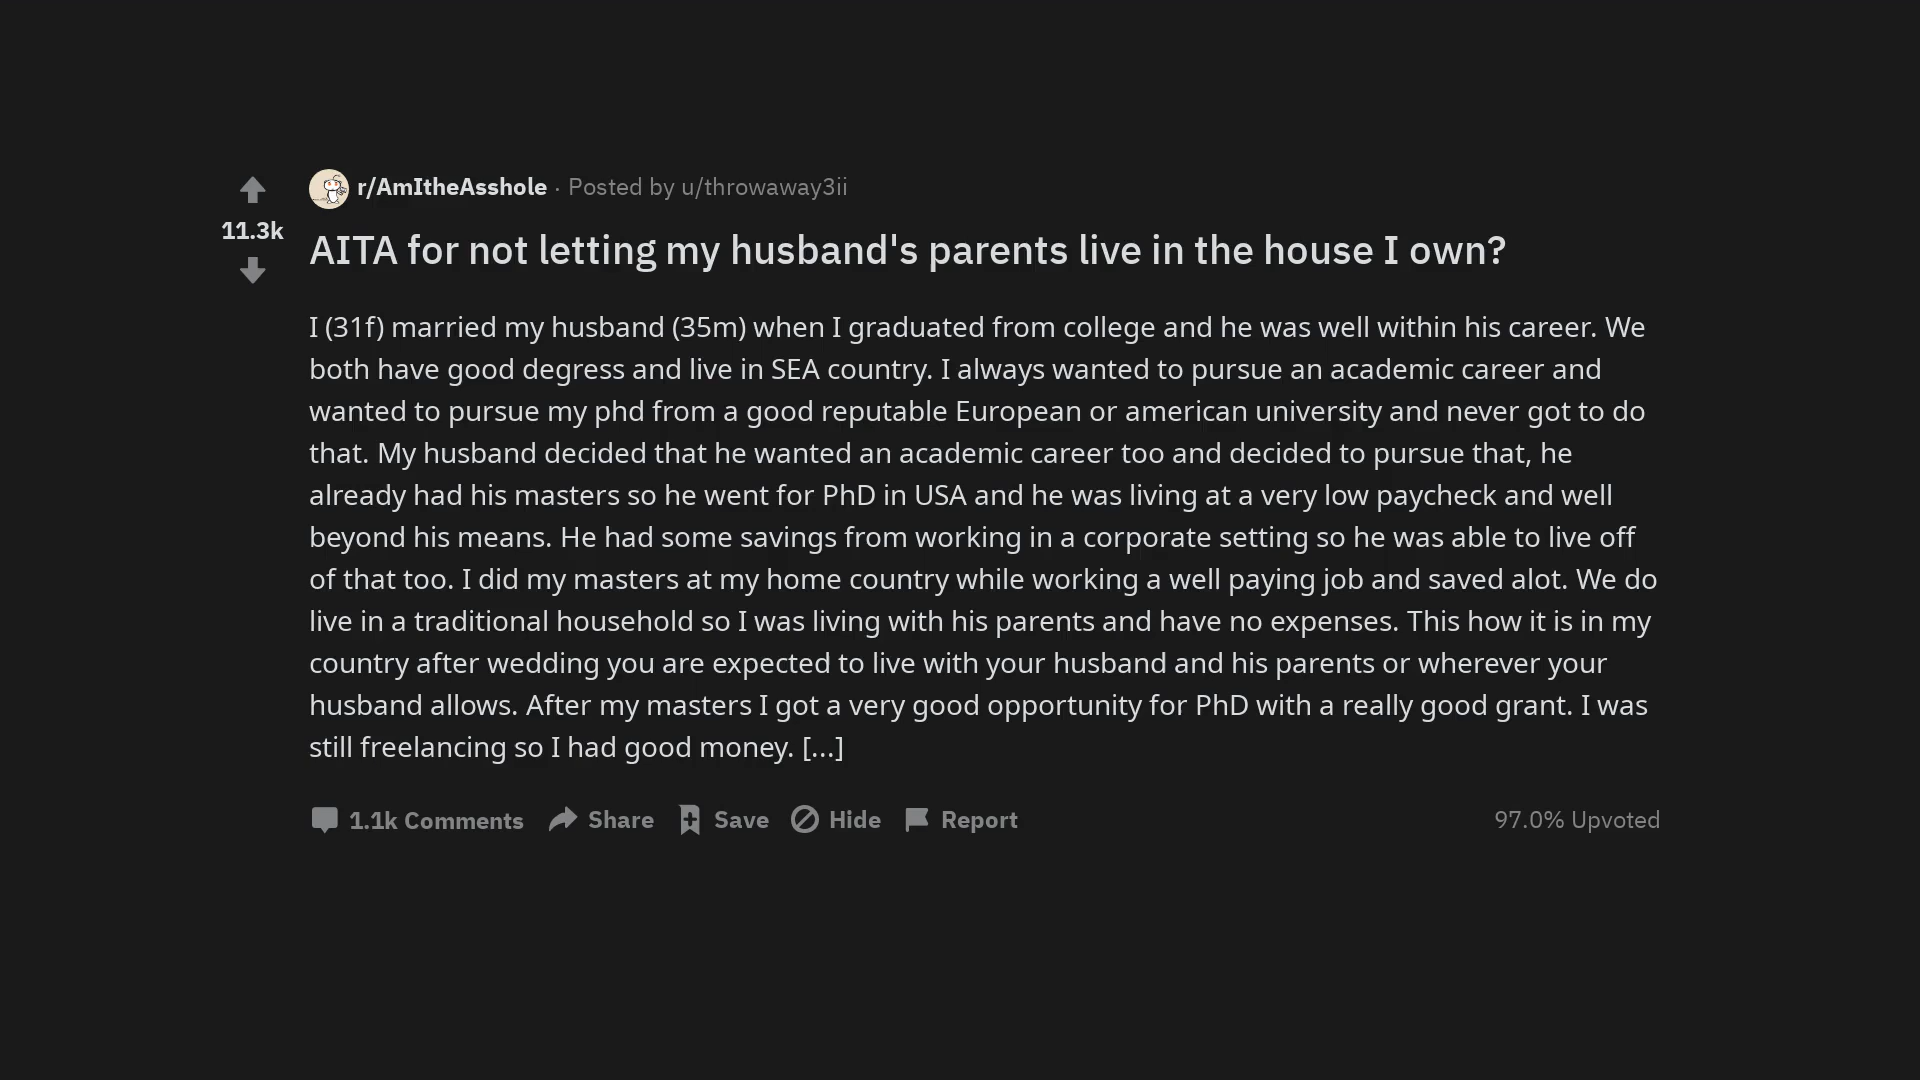 r/AmItheAsshole · Posted by u/throwaway3ii
11.3k
AITA for not letting my husband's parents live in the house I own?
I (31f) married my husband (35m) when I graduated from college and he was well within his career. We
both have good degress and live in SEA country. I always wanted to pursue an academic career and
wanted to pursue my phd from a good reputable European or american university and never got to do
that. My husband decided that he wanted an academic career too and decided to pursue that, he
already had his masters so he went for PhD in USA and he was living at a very low paycheck and well
beyond his means. He had some savings from working in a corporate setting so he was able to live off
of that too. I did my masters at my home country while working a well paying job and saved alot. We do
live in a traditional household so I was living with his parents and have no expenses. This how it is in my
country after wedding you are expected to live with your husband and his parents or wherever your
husband allows. After my masters I got a very good opportunity for PhD with a really good grant. I was
still freelancing so I had good money. [...]
1.1k Comments Share Save Hide Report 97.0% Upvoted